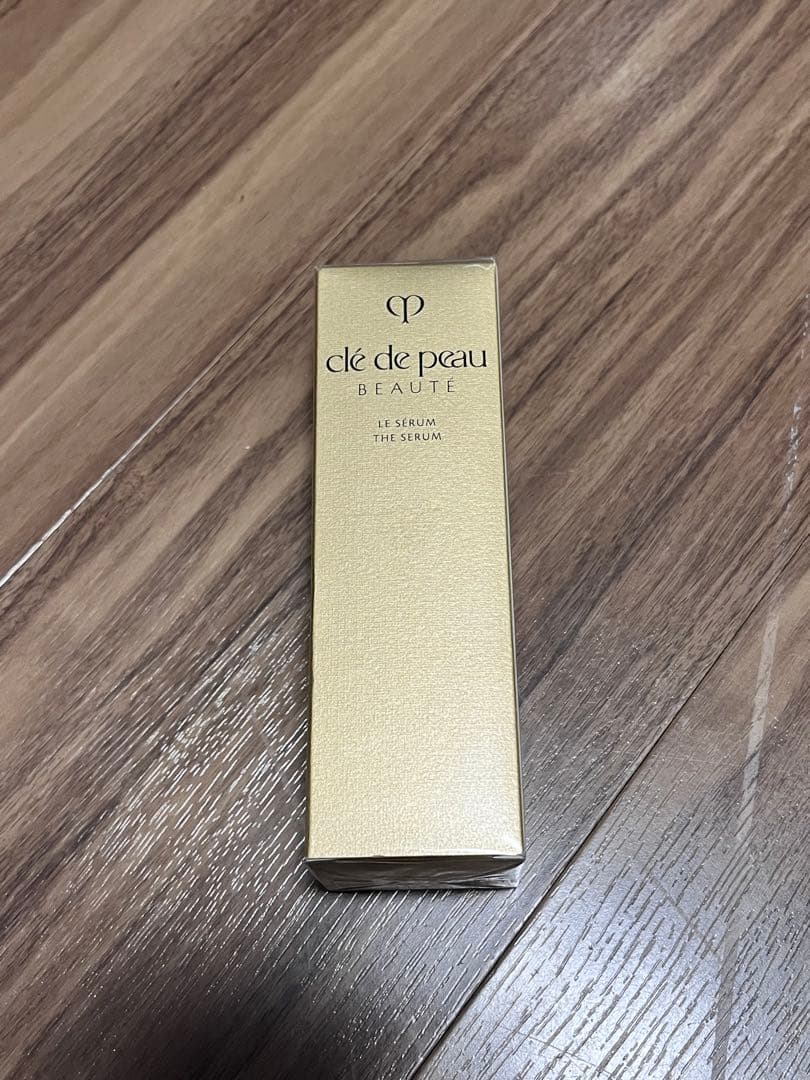 clé de peau
BEAUTÉ
LE SÉRUM
THE SERUM